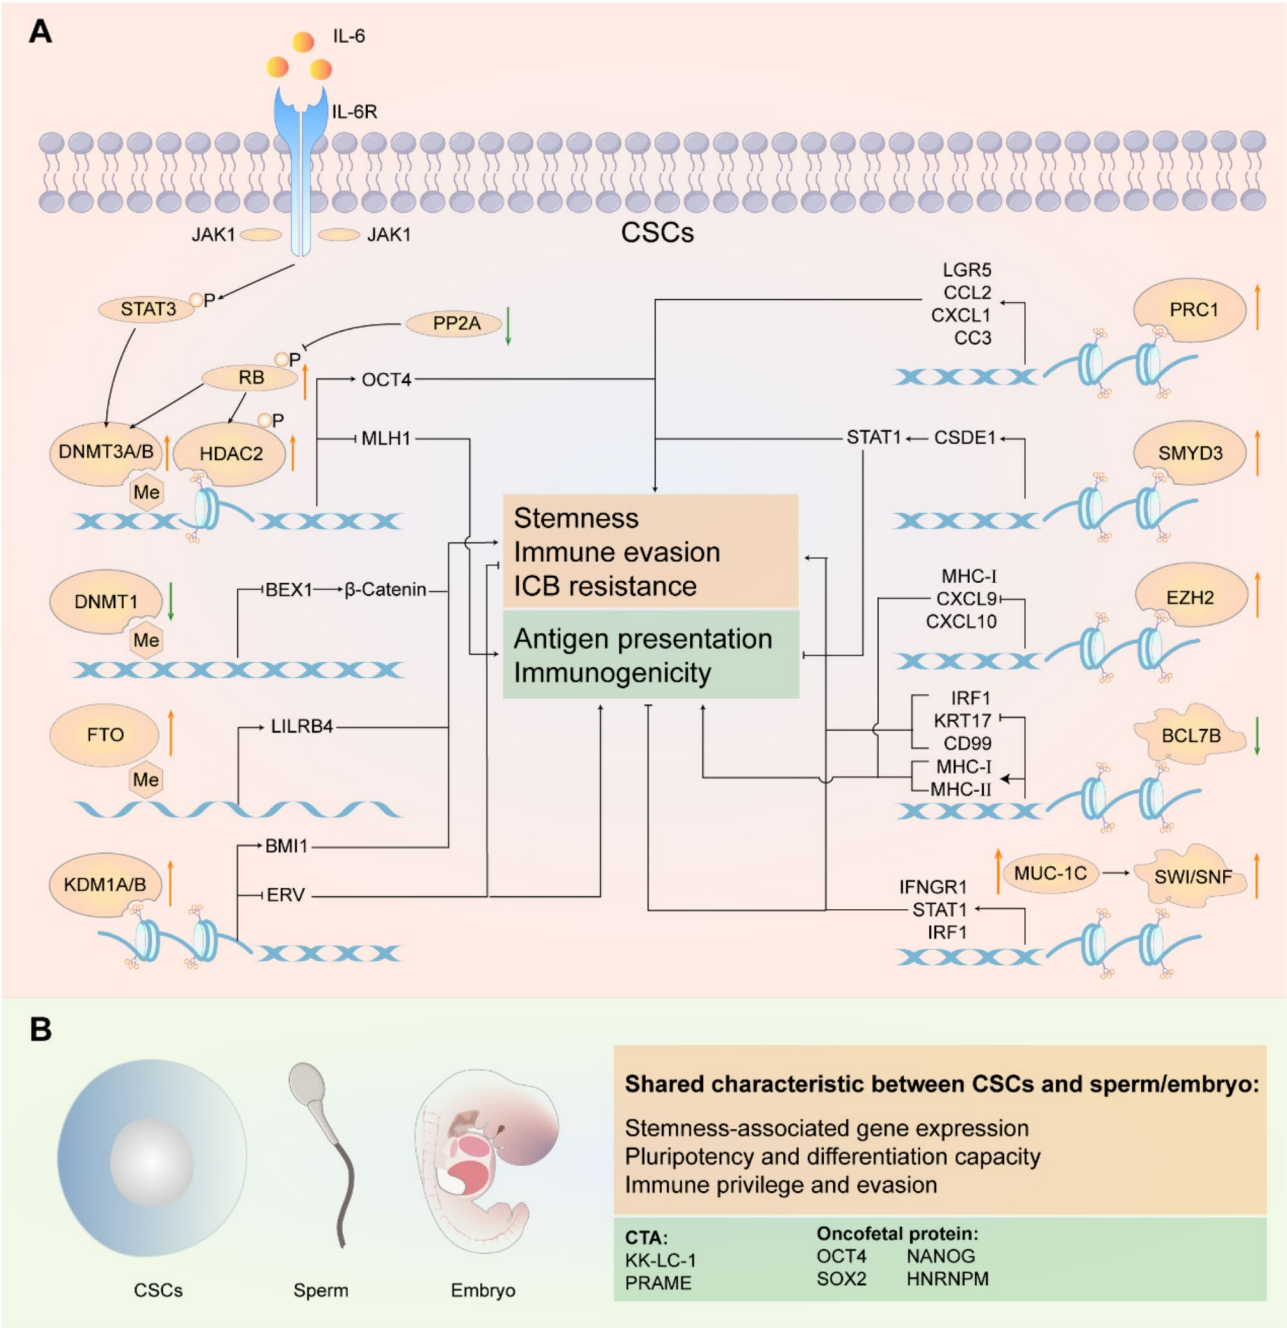 A
IL-6
IL-6R
JAK1
JAK1
CSCs
STAT3
P
PP2A
P
RB
P
DNMT3A/B
HDAC2
Me
OCT4
MLH1
LGR5
CCL2
CXCL1
CC3
PRC1
STAT1
CSDE1
SMYD3
Stemness
Immune evasion
ICB resistance
Antigen presentation
Immunogenicity
DNMT1
Me
BEX1
β-Catenin
MHC-I
CXCL9
CXCL10
EZH2
FTO
Me
LILRB4
IRF1
KRT17
CD99
MHC-I
MHC-II
BCL7B
KDM1A/B
BMI1
ERV
MUC-1C
SWI/SNF
IFNGR1
STAT1
IRF1
B
CSCs
Sperm
Embryo
Shared characteristic between CSCs and sperm/embryo:
Stemness-associated gene expression
Pluripotency and differentiation capacity
Immune privilege and evasion
CTA:
KK-LC-1
PRAME
Oncofetal protein:
OCT4 NANOG
SOX2 HNRNPM